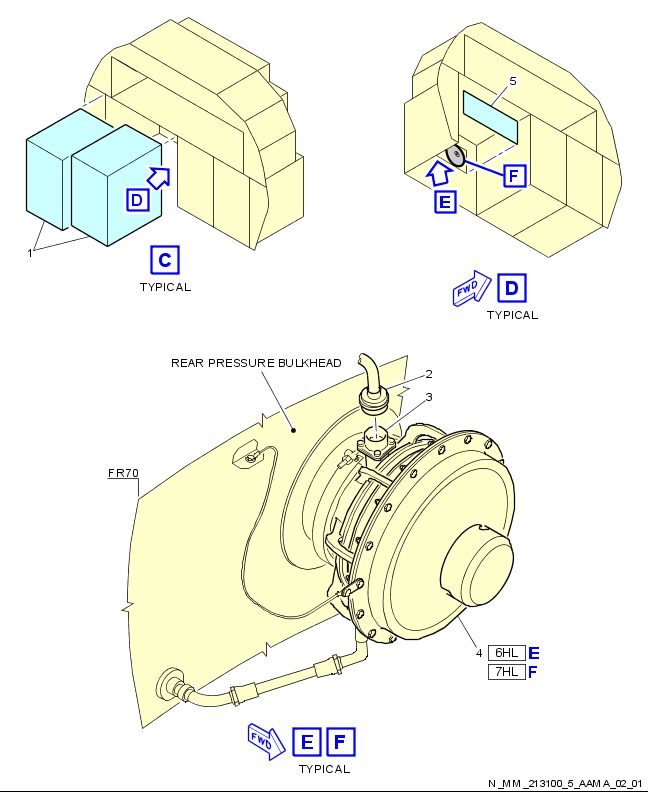 5
F
D
E
1
C
TYPICAL
FWD D
TYPICAL
REAR PRESSURE BULKHEAD
2
3
FR70
4 6HL E
7HL F
FWD E F
TYPICAL
N_MM_213100_5_AAMA_02_01